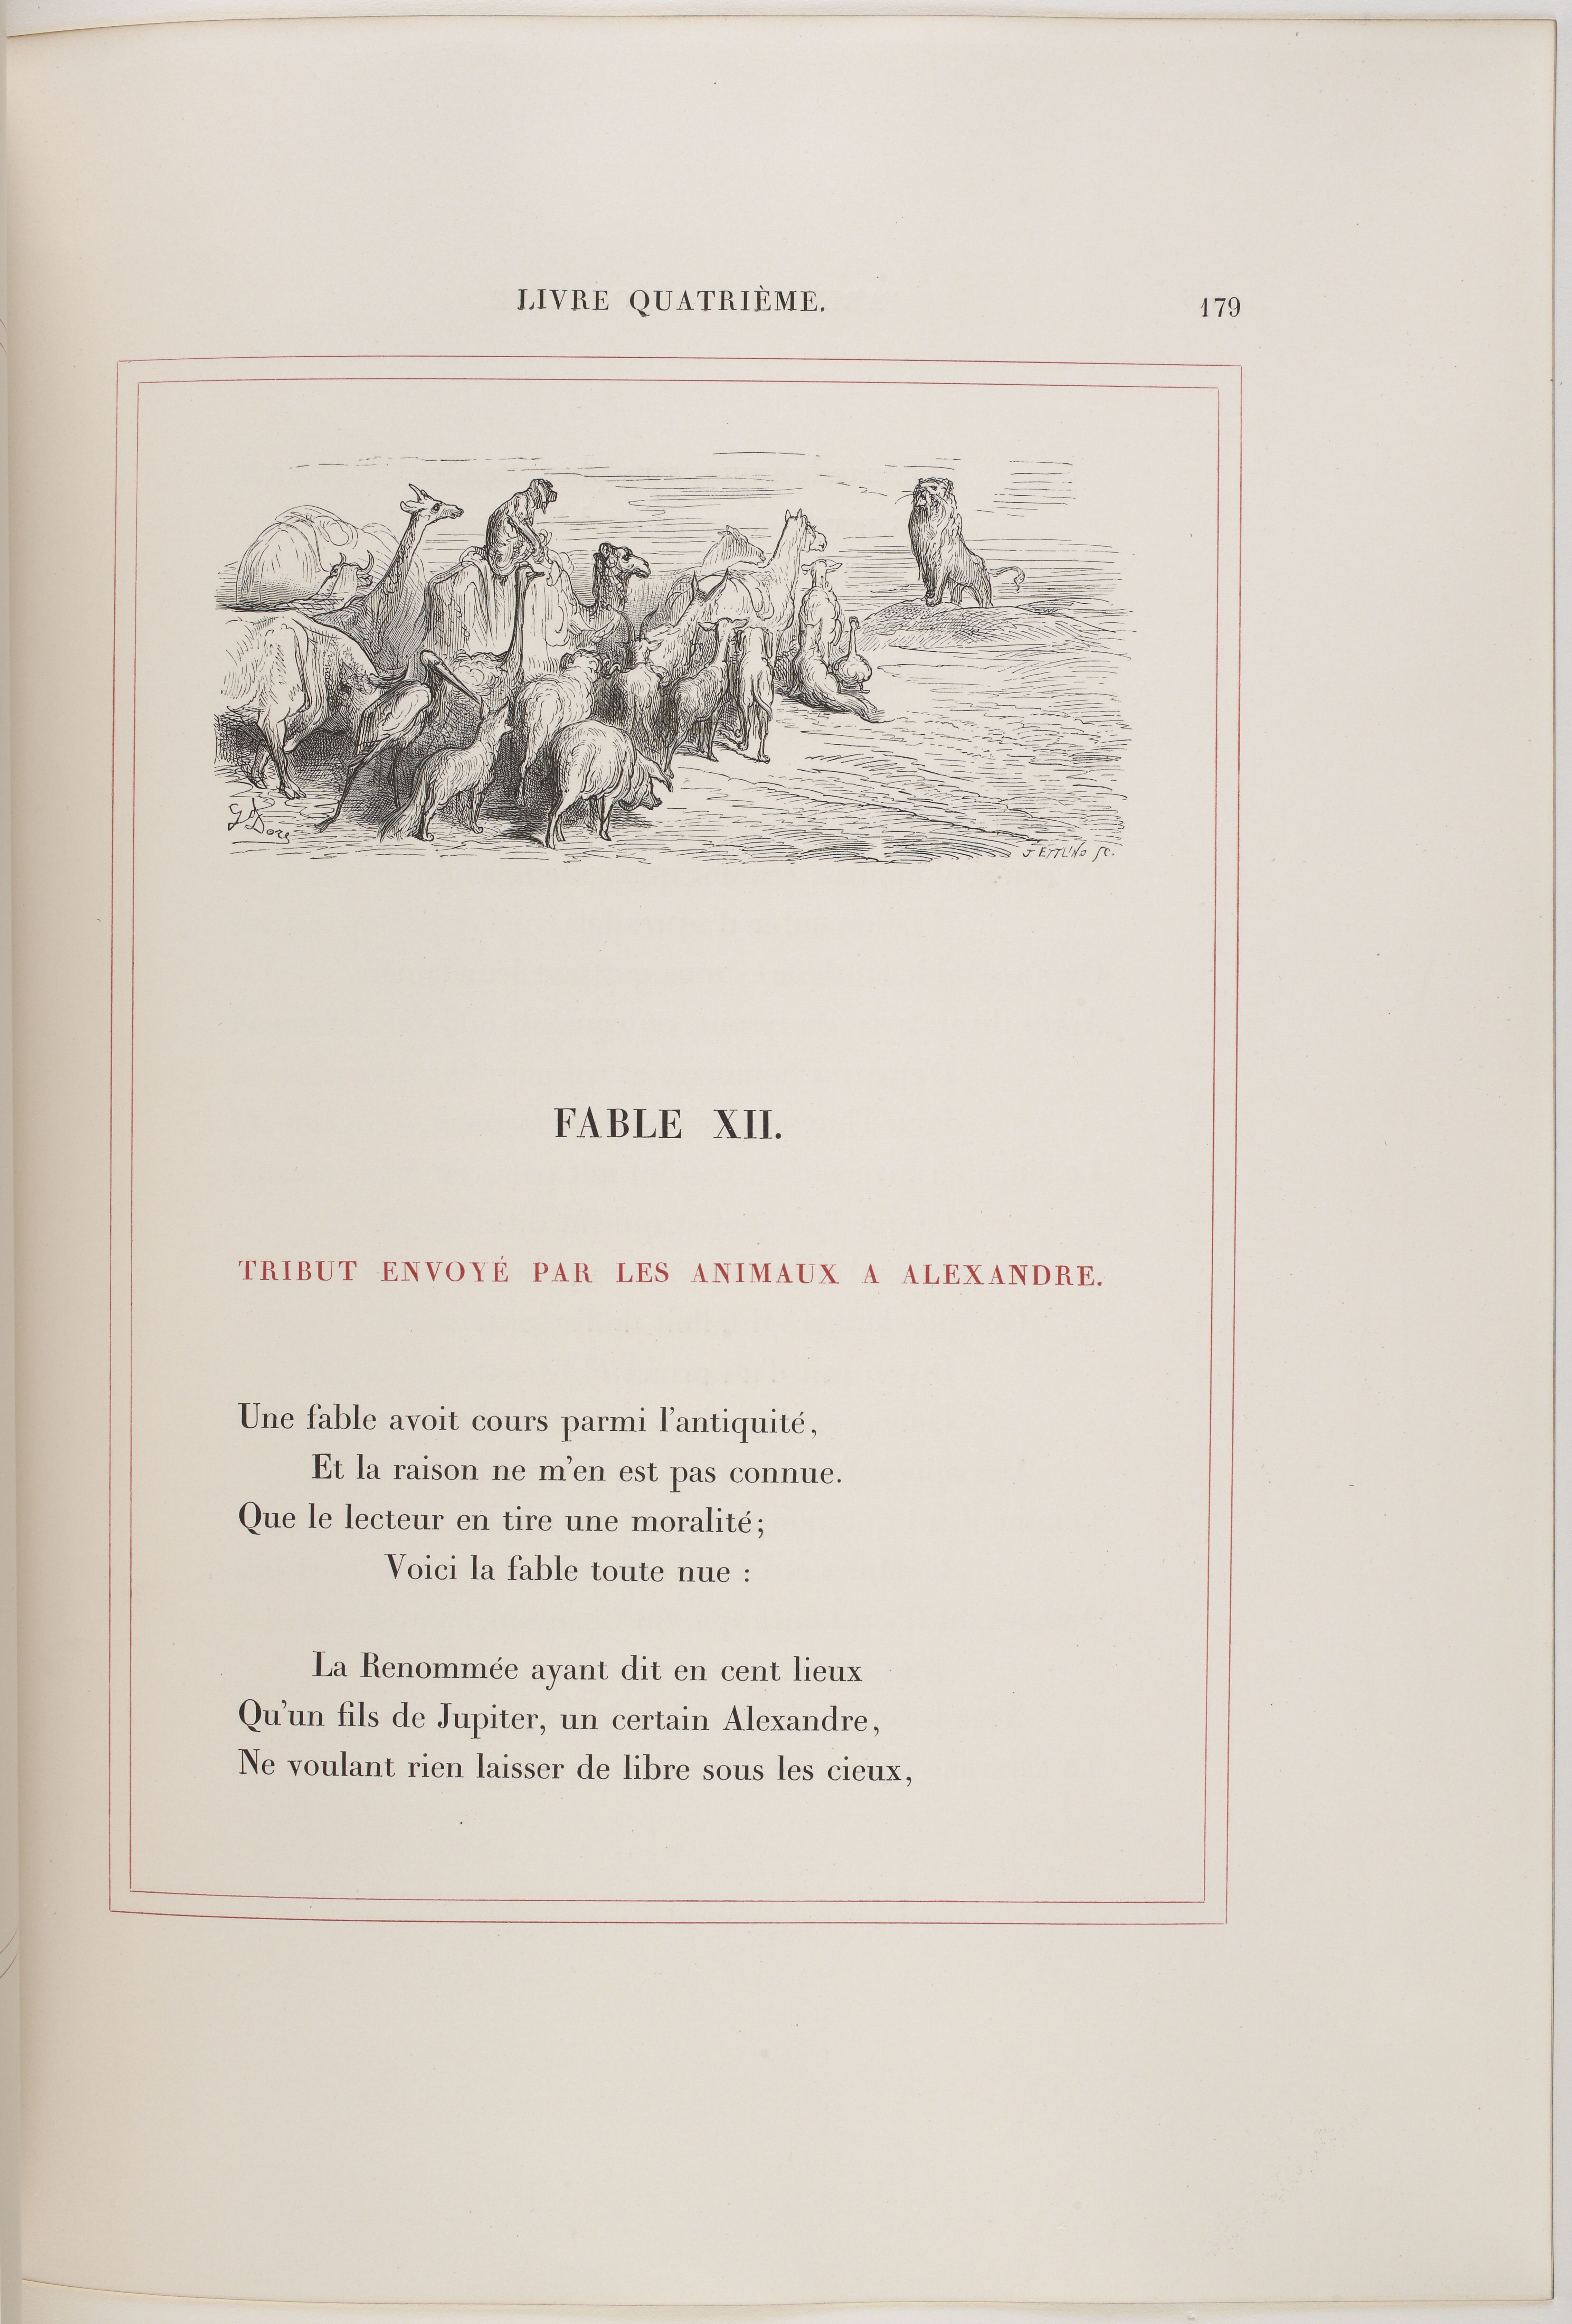 LIVRE QUATRIÈME.
179
G Doré
J ETTLING SC.
FABLE XII.
TRIBUT ENVOYÉ PAR LES ANIMAUX A ALEXANDRE.
Une fable avoit cours parmi l'antiquité,
Et la raison ne m'en est pas connue.
Que le lecteur en tire une moralité;
Voici la fable toute nue :
La Renommée ayant dit en cent lieux
Qu'un fils de Jupiter, un certain Alexandre,
Ne voulant rien laisser de libre sous les cieux,